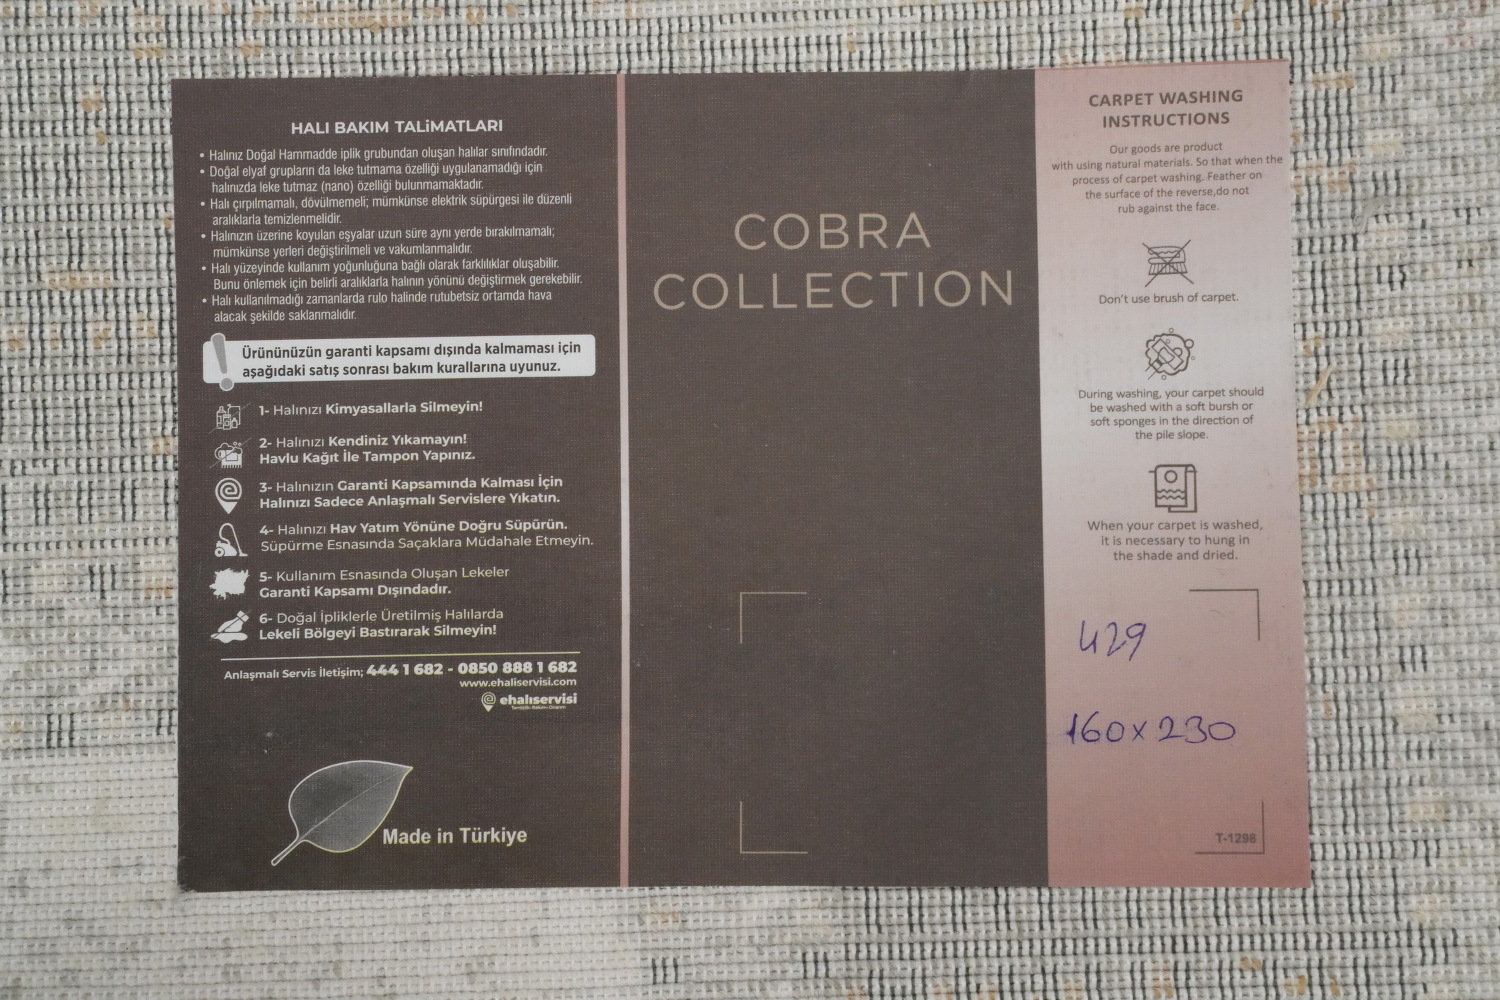 HALI BAKIM TALİMATLARI
• Halınız Doğal Hammadde iplik grubundan oluşan halılar sınıfındadır.
• Doğal elyaf grupların da leke tutmama özelliği uygulanamadığı için
halınızda leke tutmaz (nano) özelliği bulunmamaktadır.
• Halı çırpılmamalı, dövülmemeli; mümkünse elektrik süpürgesi ile düzenli
aralıklarla temizlenmelidir.
• Halınızın üzerine koyulan eşyalar uzun süre aynı yerde bırakılmamalı;
mümkünse yerleri değiştirilmeli ve vakumlanmalıdır.
• Halı yüzeyinde kullanım yoğunluğuna bağlı olarak farklılıklar oluşabilir.
Bunu önlemek için belirli aralıklarla halının yönünü değiştirmek gerekebilir.
• Halı kullanılmadığı zamanlarda rulo halinde rutubetsiz ortamda hava
alacak şekilde saklanmalıdır.
Ürününüzün garanti kapsamı dışında kalmaması için
aşağıdaki satış sonrası bakım kurallarına uyunuz.
1- Halınızı Kimyasallarla Silmeyin!
2- Halınızı Kendiniz Yıkamayın!
Havlu Kağıt İle Tampon Yapınız.
3- Halınızın Garanti Kapsamında Kalması İçin
Halınızı Sadece Anlaşmalı Servislere Yıkatın.
4- Halınızı Hav Yatım Yönüne Doğru Süpürün.
Süpürme Esnasında Saçaklara Müdahale Etmeyin.
5- Kullanım Esnasında Oluşan Lekeler
Garanti Kapsamı Dışındadır.
6- Doğal İpliklerle Üretilmiş Halılarda
Lekeli Bölgeyi Bastırarak Silmeyin!
Anlaşmalı Servis İletişim; 444 1 682 - 0850 888 1 682
www.ehaliservisi.com
ehalıservisi
Made in Türkiye
COBRA
COLLECTION
CARPET WASHING
INSTRUCTIONS
Our goods are product
with using natural materials. So that when the
process of carpet washing. Feather on
the surface of the reverse,do not
rub against the face.
Don't use brush of carpet.
During washing, your carpet should
be washed with a soft bursh or
soft sponges in the direction of
the pile slope.
When your carpet is washed,
it is necessary to hung in
the shade and dried.
429
160x230
T-1298